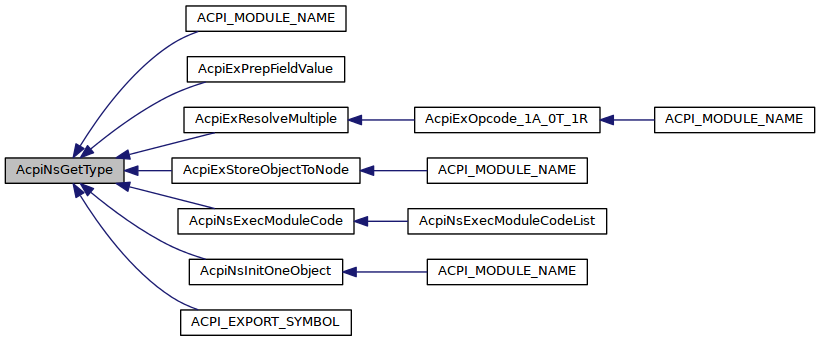 ACPI_MODULE_NAME
AcpiExPrepFieldValue
AcpiExResolveMultiple
AcpiExOpcode_1A_0T_1R
ACPI_MODULE_NAME
AcpiNsGetType
AcpiExStoreObjectToNode
ACPI_MODULE_NAME
AcpiNsExecModuleCode
AcpiNsExecModuleCodeList
AcpiNsInitOneObject
ACPI_MODULE_NAME
ACPI_EXPORT_SYMBOL